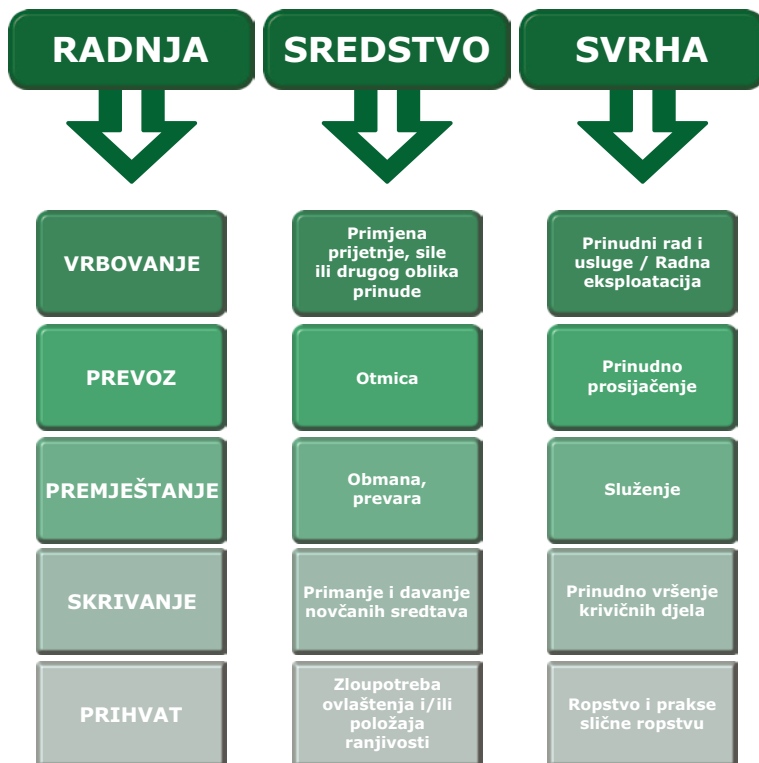 RADNJA
SREDSTVO
SVRHA
VRBOVANJE
Primjena
prijetnje, sile
ili drugog oblika
prinude
Prinudni rad i
usluge / Radna
eksploatacija
PREVOZ
Otmica
Prinudno
prosijačenje
PREMJEŠTANJE
Obmana,
prevara
Služenje
SKRIVANJE
Primanje i davanje
novčanih sredtava
Prinudno vršenje
krivičnih djela
PRIHVAT
Zloupotreba
ovlaštenja i/ili
položaja
ranjivosti
Ropstvo i prakse
slične ropstvu